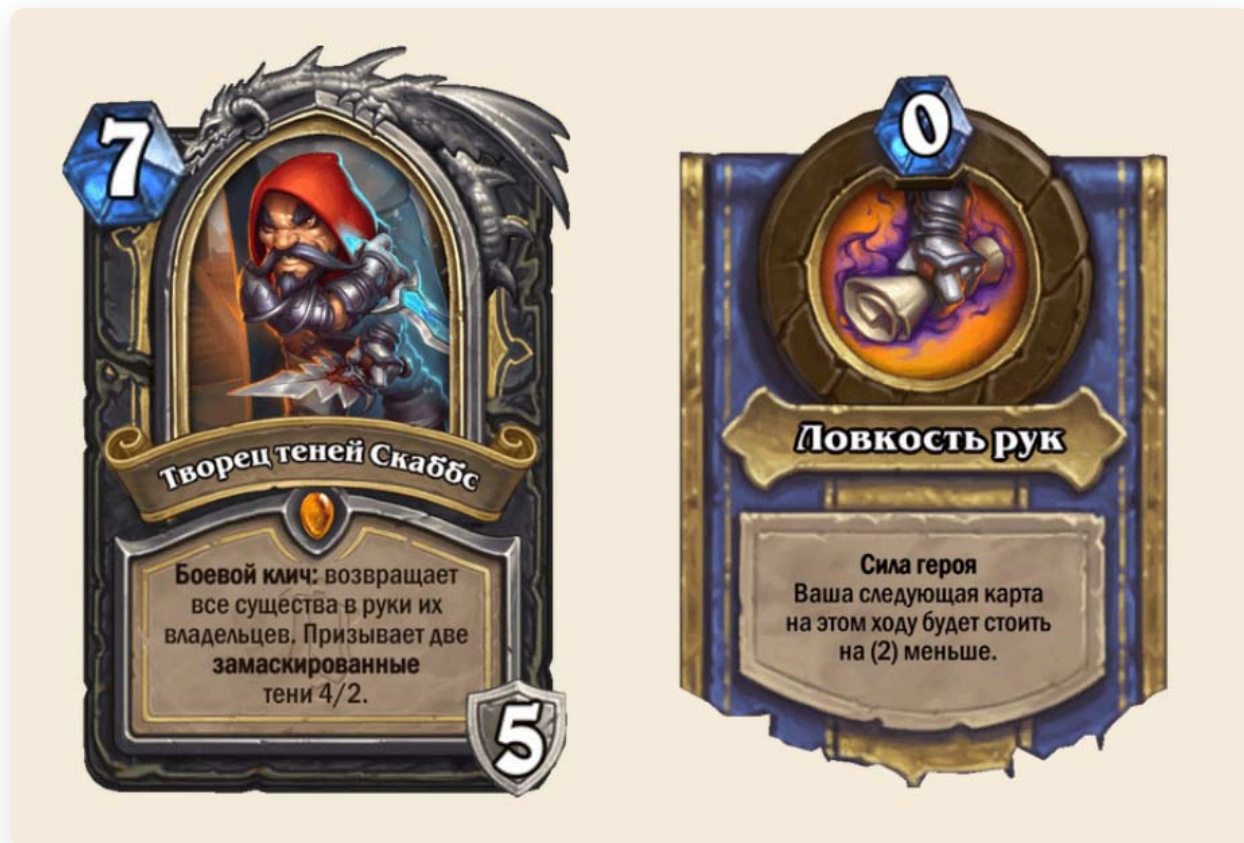 7
Творец теней Скаббс
Боевой клич: возвращает
все существа в руки их
владельцев. Призывает две
замаскированные
тени 4/2.
5
0
Ловкость рук
Сила героя
Ваша следующая карта
на этом ходу будет стоить
на (2) меньше.